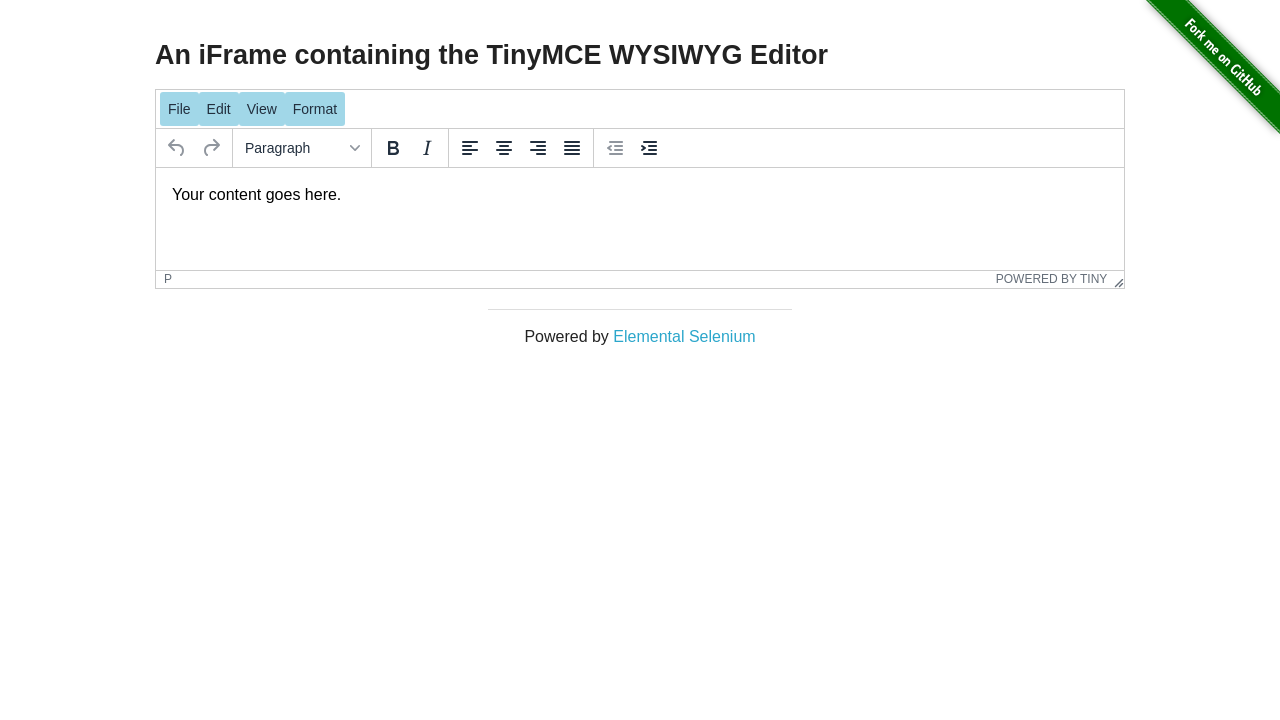 Fork me on GitHub
An iFrame containing the TinyMCE WYSIWYG Editor
File Edit View Format
Paragraph B I
Your content goes here.
P POWERED BY TINY
Powered by Elemental Selenium